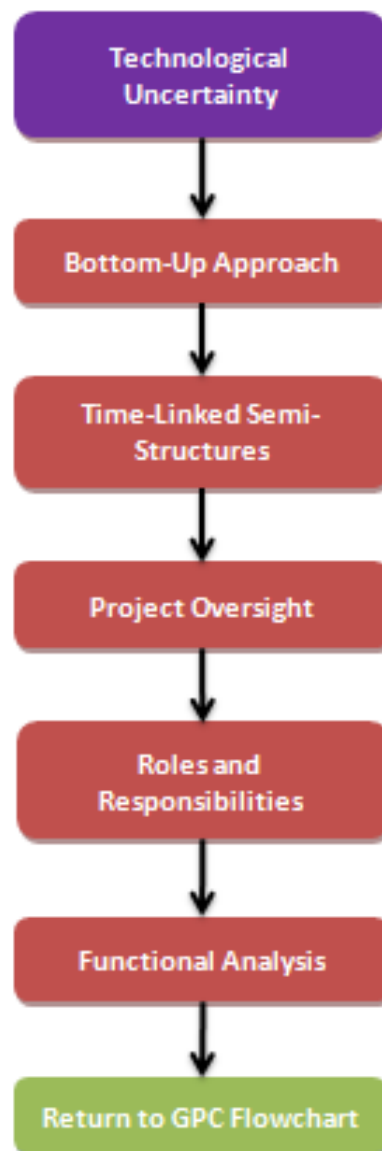 Technological
Uncertainty
Bottom-Up Approach
Time-Linked Semi-
Structures
Project Oversight
Roles and
Responsibilities
Functional Analysis
Return to GPC Flowchart